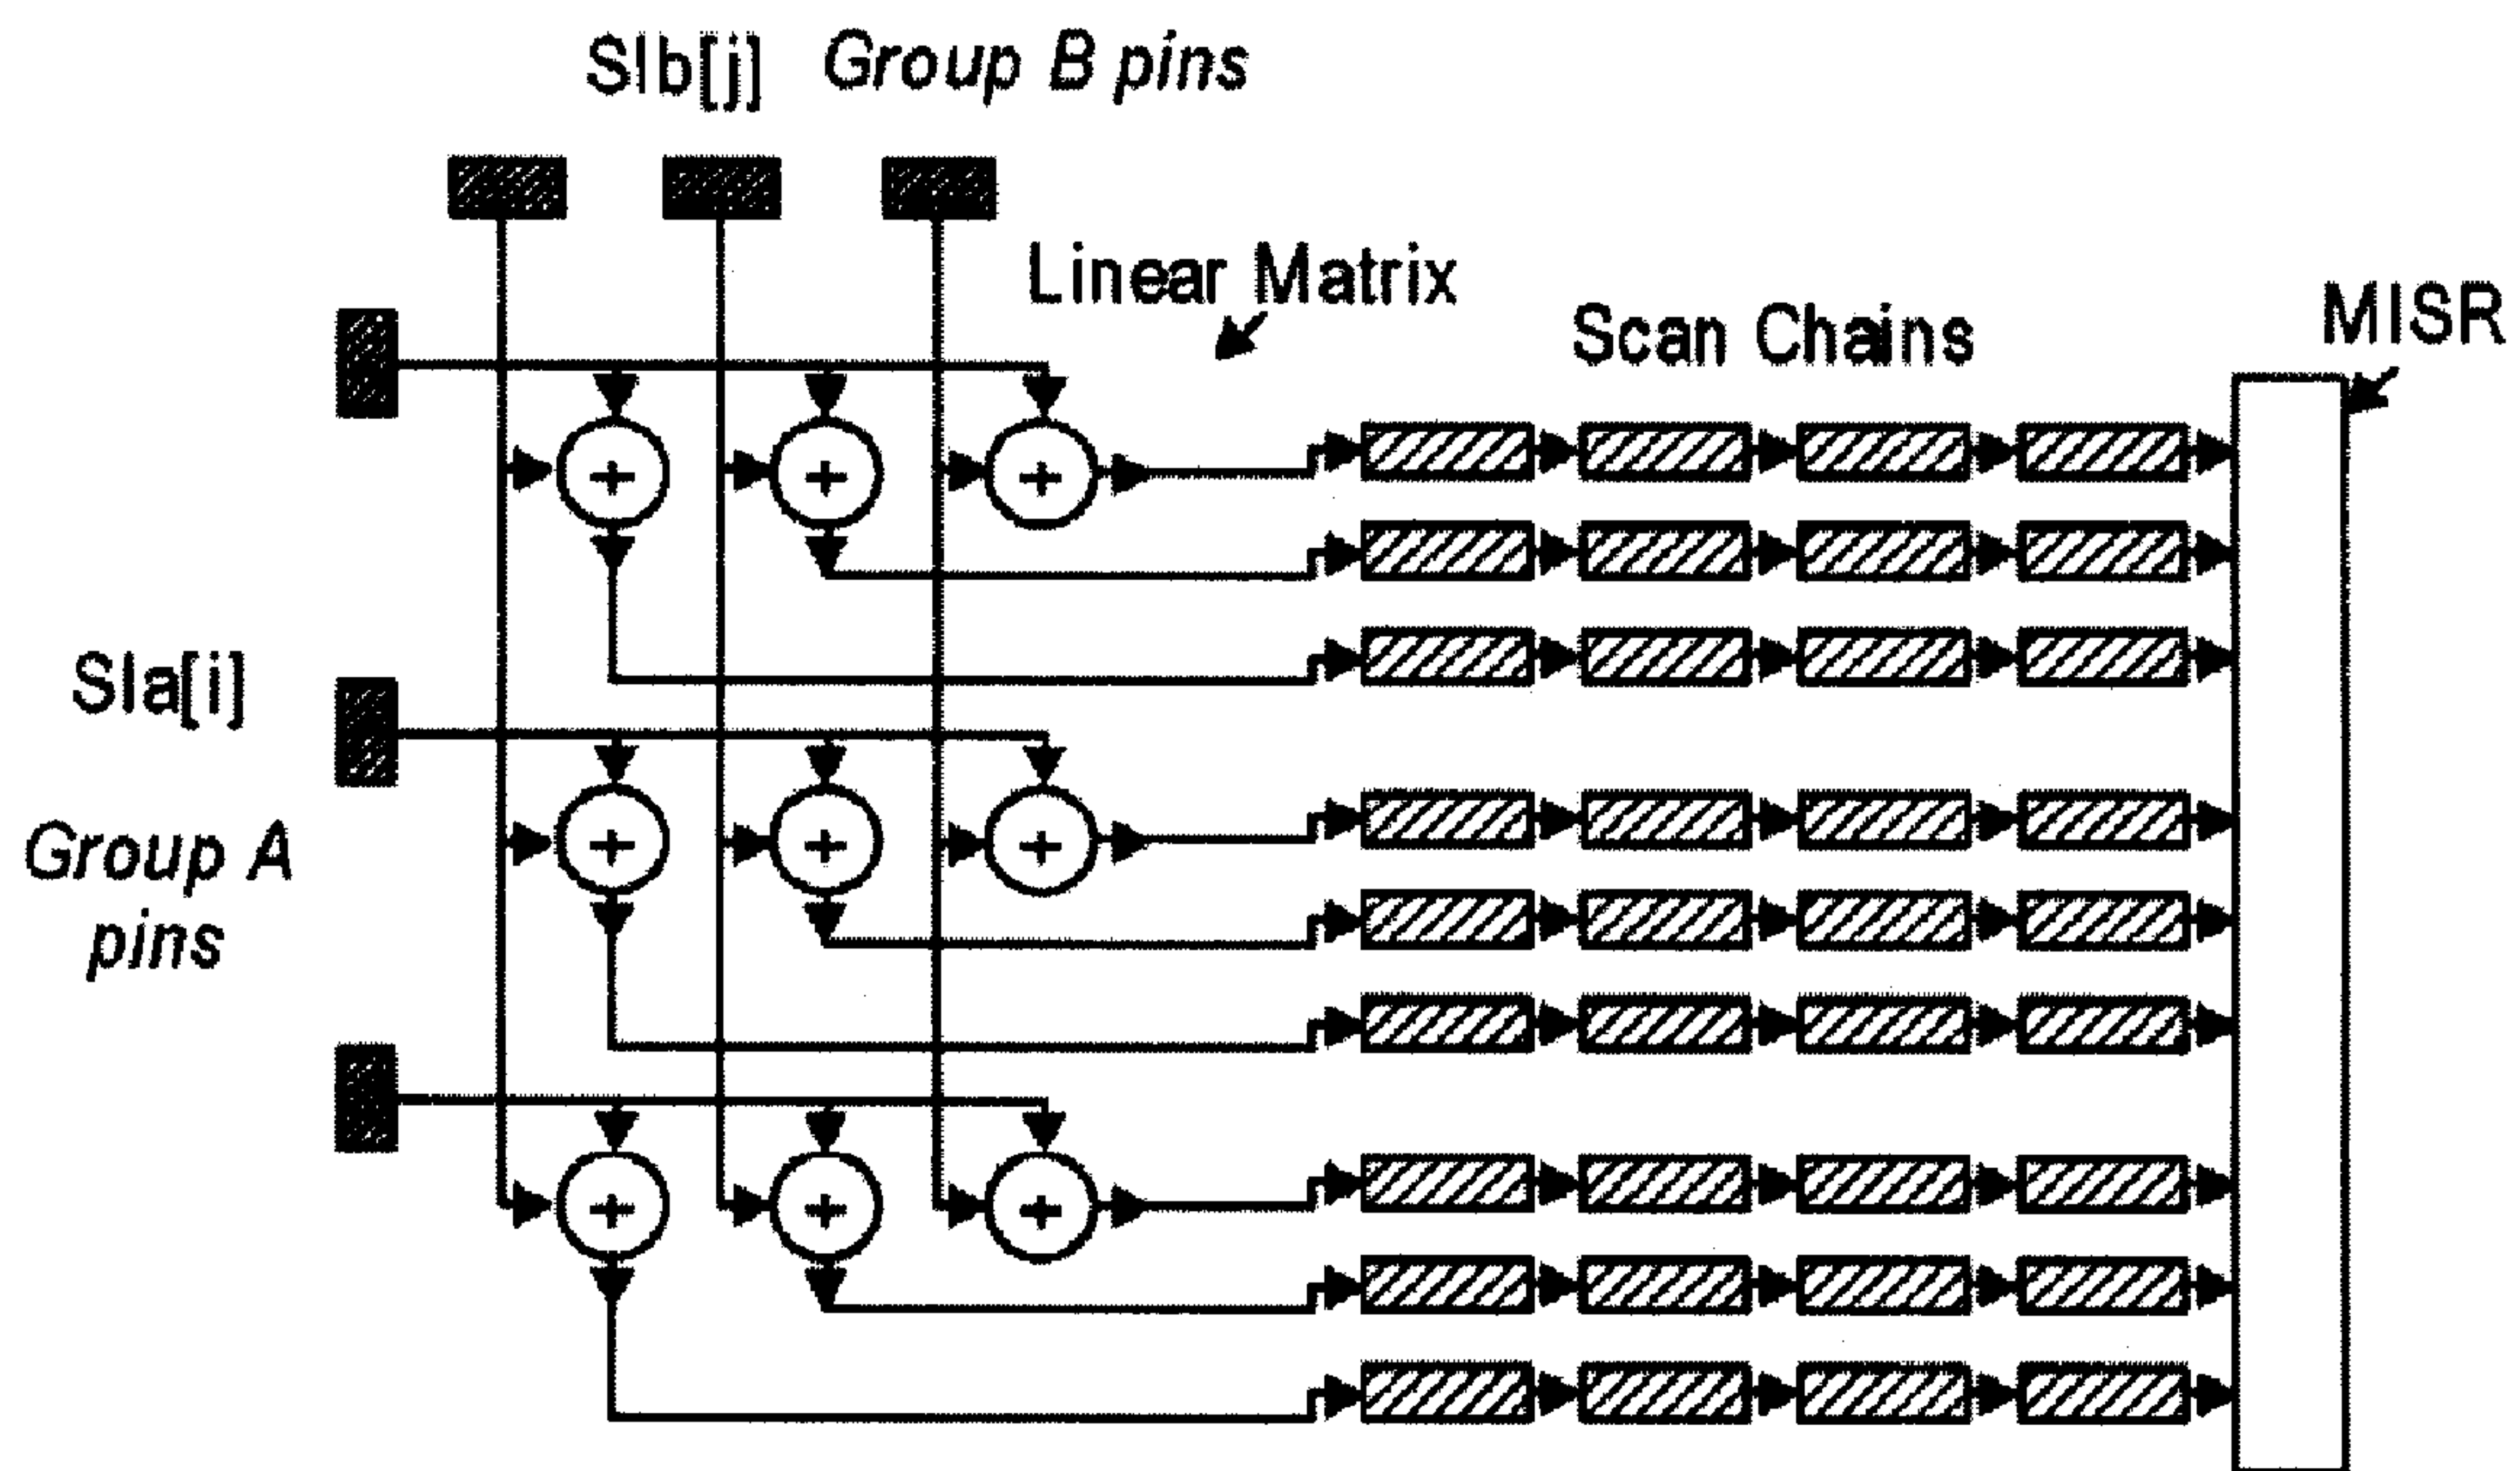 SIb[j] Group B pins
Linear Matrix
Scan Chains
MISR
SIa[i]
Group A
pins